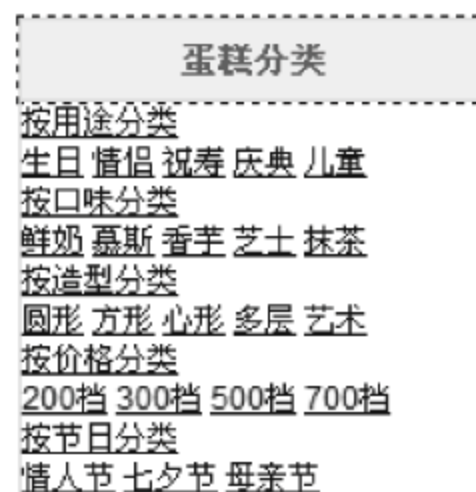 蛋糕分类
按用途分类
生日 情侣 祝寿 庆典 儿童
按口味分类
鲜奶 慕斯 香芋 芝士 抹茶
按造型分类
圆形 方形 心形 多层 艺术
按价格分类
200档 300档 500档 700档
按节日分类
情人节 七夕节 母亲节